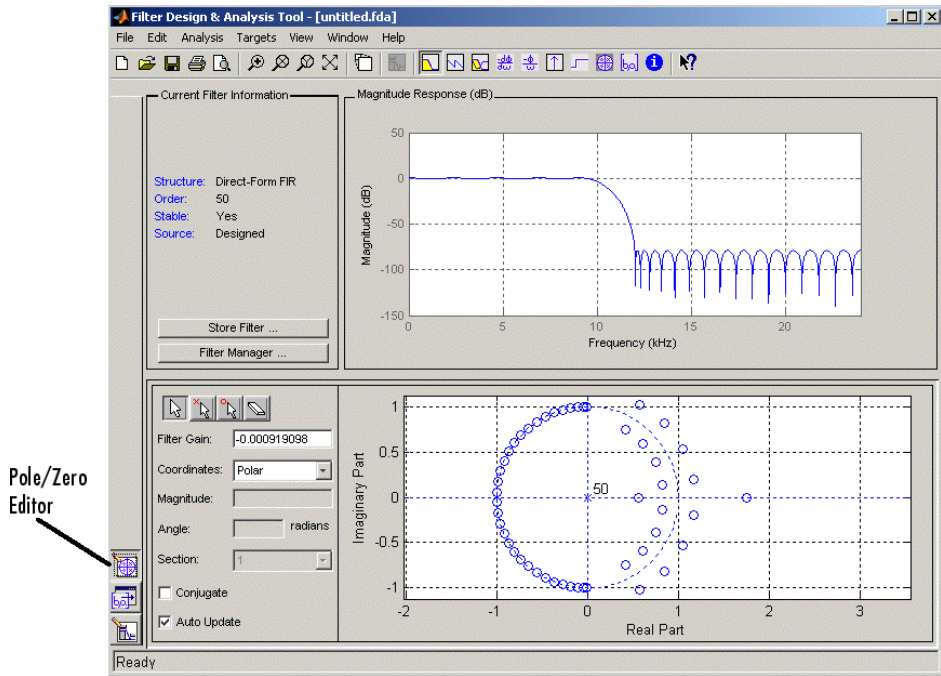 Filter Design & Analysis Tool - [untitled.fda]
File Edit Analysis Targets View Window Help
Current Filter Information
Structure: Direct-Form FIR
Order: 50
Stable: Yes
Source: Designed
Store Filter ...
Filter Manager ...
Magnitude Response (dB)
50
0
-50
-100
-150
Magnitude (dB)
0 5 10 15 20
Frequency (kHz)
Pole/Zero
Editor
Filter Gain: -0.000919098
Coordinates: Polar
Magnitude:
Angle: radians
Section: 1
Conjugate
Auto Update
1
0.5
0
-0.5
-1
Imaginary Part
50
-2 -1 0 1 2 3
Real Part
Ready